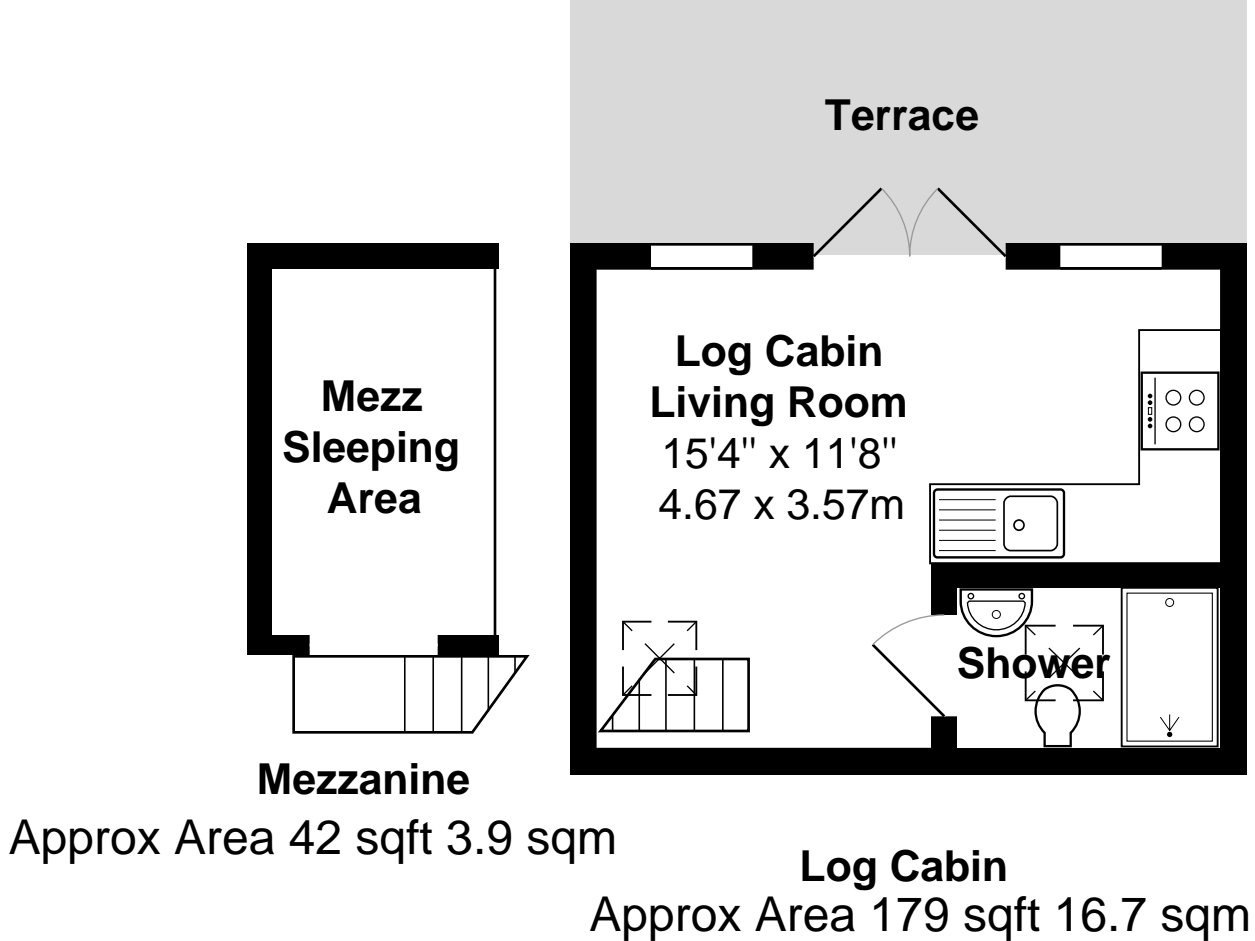 Terrace
Log Cabin
Living Room
15'4" x 11'8"
4.67 x 3.57m
Mezz
Sleeping
Area
Shower
Mezzanine
Approx Area 42 sqft 3.9 sqm
Log Cabin
Approx Area 179 sqft 16.7 sqm